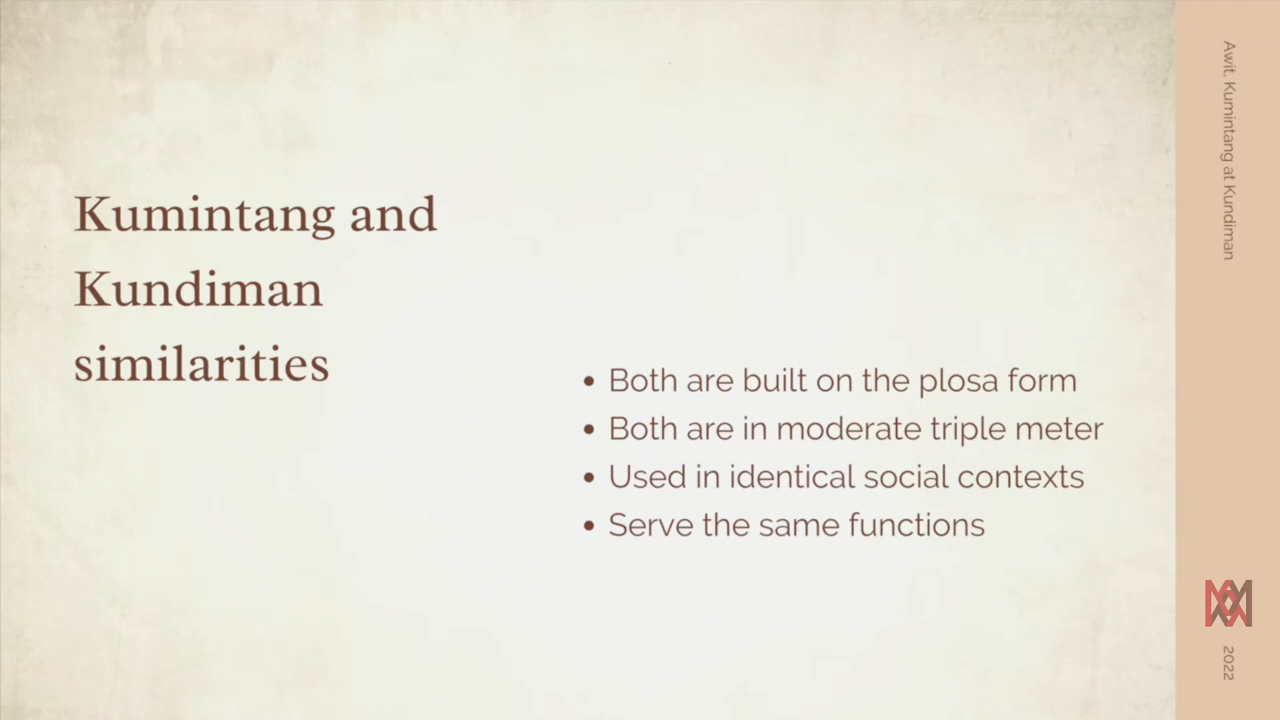 Kumintang and
Kundiman
similarities
Both are built on the plosa form
Both are in moderate triple meter
Used in identical social contexts
Serve the same functions
Awit, Kumintang at Kundiman
2022